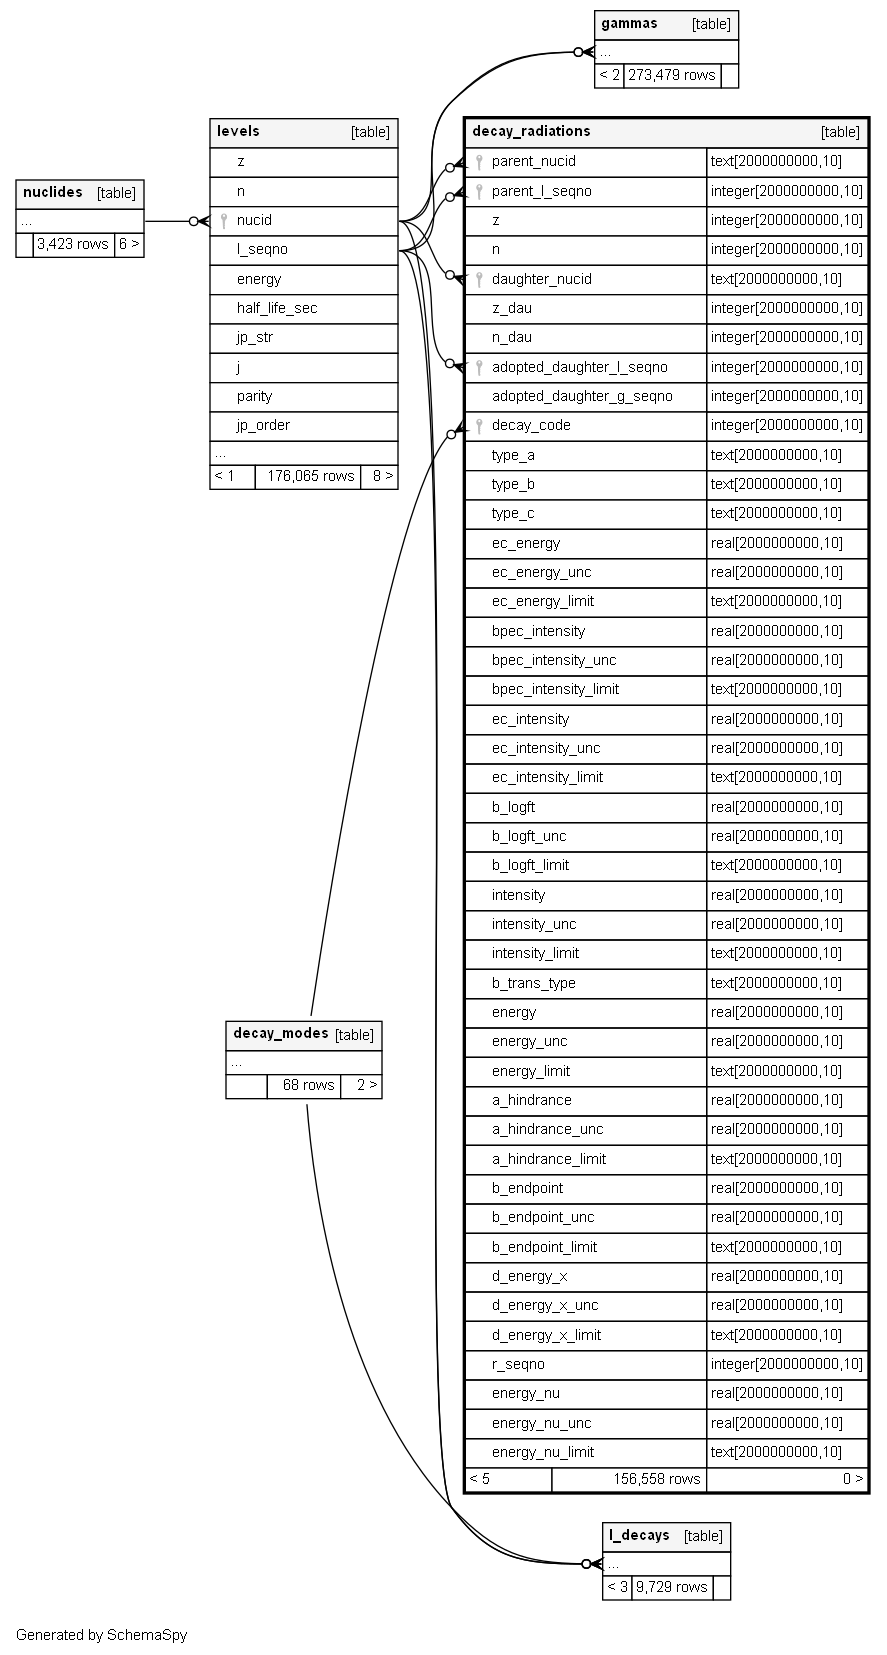 gammas [table]
...
< 2 273,479 rows
levels [table]
z
n
nucid
l_seqno
energy
half_life_sec
jp_str
j
parity
jp_order
...
< 1 176,065 rows 8 >
nuclides [table]
...
3,423 rows 6 >
decay_radiations [table]
parent_nucid text[2000000000,10]
parent_l_seqno integer[2000000000,10]
z integer[2000000000,10]
n integer[2000000000,10]
daughter_nucid text[2000000000,10]
z_dau integer[2000000000,10]
n_dau integer[2000000000,10]
adopted_daughter_l_seqno integer[2000000000,10]
adopted_daughter_g_seqno integer[2000000000,10]
decay_code integer[2000000000,10]
type_a text[2000000000,10]
type_b text[2000000000,10]
type_c text[2000000000,10]
ec_energy real[2000000000,10]
ec_energy_unc real[2000000000,10]
ec_energy_limit text[2000000000,10]
bpec_intensity real[2000000000,10]
bpec_intensity_unc real[2000000000,10]
bpec_intensity_limit text[2000000000,10]
ec_intensity real[2000000000,10]
ec_intensity_unc real[2000000000,10]
ec_intensity_limit text[2000000000,10]
b_logft real[2000000000,10]
b_logft_unc real[2000000000,10]
b_logft_limit text[2000000000,10]
intensity real[2000000000,10]
intensity_unc real[2000000000,10]
intensity_limit text[2000000000,10]
b_trans_type text[2000000000,10]
energy real[2000000000,10]
energy_unc real[2000000000,10]
energy_limit text[2000000000,10]
a_hindrance real[2000000000,10]
a_hindrance_unc real[2000000000,10]
a_hindrance_limit text[2000000000,10]
b_endpoint real[2000000000,10]
b_endpoint_unc real[2000000000,10]
b_endpoint_limit text[2000000000,10]
d_energy_x real[2000000000,10]
d_energy_x_unc real[2000000000,10]
d_energy_x_limit text[2000000000,10]
r_seqno integer[2000000000,10]
energy_nu real[2000000000,10]
energy_nu_unc real[2000000000,10]
energy_nu_limit text[2000000000,10]
< 5 156,558 rows 0 >
decay_modes [table]
...
68 rows 2 >
l_decays [table]
...
< 3 9,729 rows
Generated by SchemaSpy